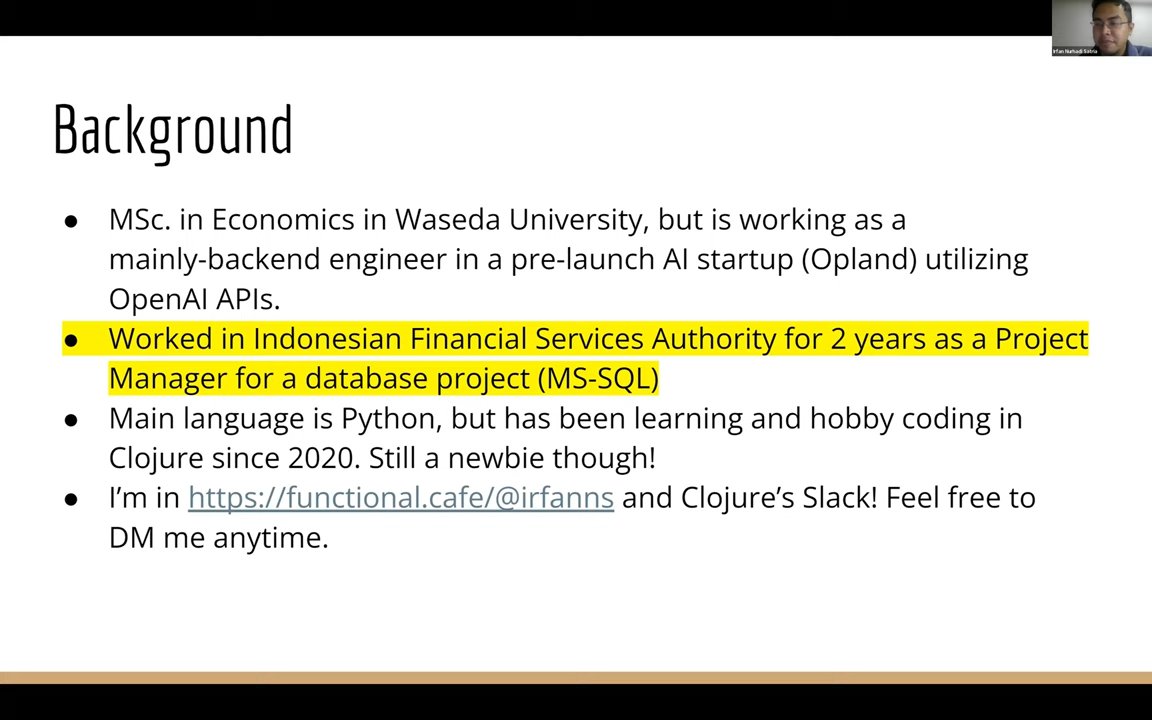 Irfan Nurhadi Satria
Background
● MSc. in Economics in Waseda University, but is working as a
mainly-backend engineer in a pre-launch AI startup (Opland) utilizing
OpenAI APIs.
● Worked in Indonesian Financial Services Authority for 2 years as a Project
Manager for a database project (MS-SQL)
● Main language is Python, but has been learning and hobby coding in
Clojure since 2020. Still a newbie though!
● I’m in https://functional.cafe/@irfanns and Clojure’s Slack! Feel free to
DM me anytime.